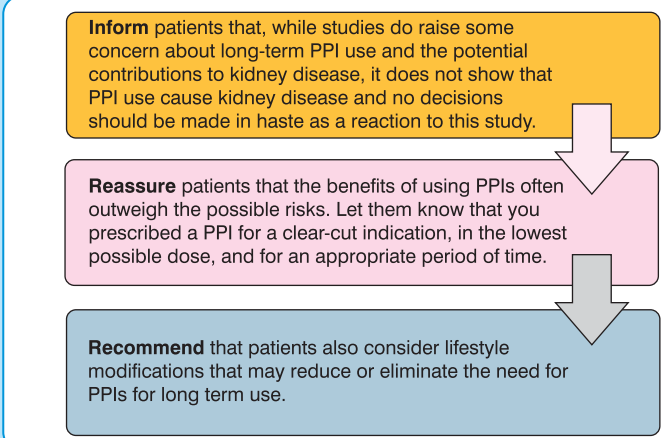 Inform patients that, while studies do raise some
concern about long-term PPI use and the potential
contributions to kidney disease, it does not show that
PPI use cause kidney disease and no decisions
should be made in haste as a reaction to this study.
Reassure patients that the benefits of using PPIs often
outweigh the possible risks. Let them know that you
prescribed a PPI for a clear-cut indication, in the lowest
possible dose, and for an appropriate period of time.
Recommend that patients also consider lifestyle
modifications that may reduce or eliminate the need for
PPIs for long term use.